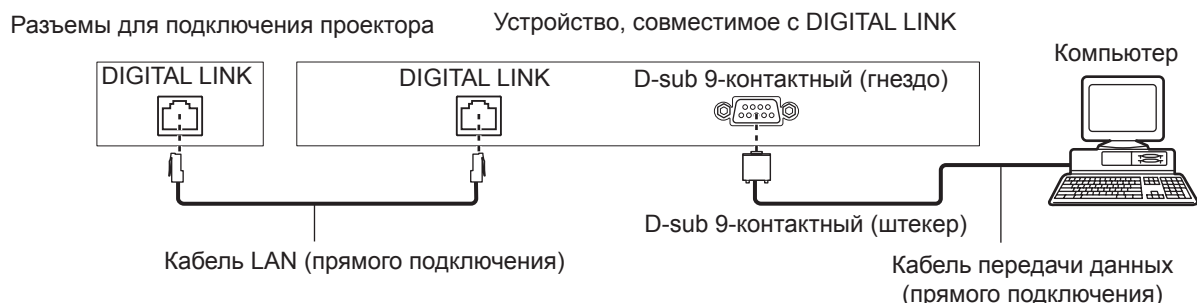 Разъемы для подключения проектора
Устройство, совместимое с DIGITAL LINK
Компьютер
DIGITAL LINK
DIGITAL LINK
D-sub 9-контактный (гнездо)
D-sub 9-контактный (штекер)
Кабель LAN (прямого подключения)
Кабель передачи данных
(прямого подключения)